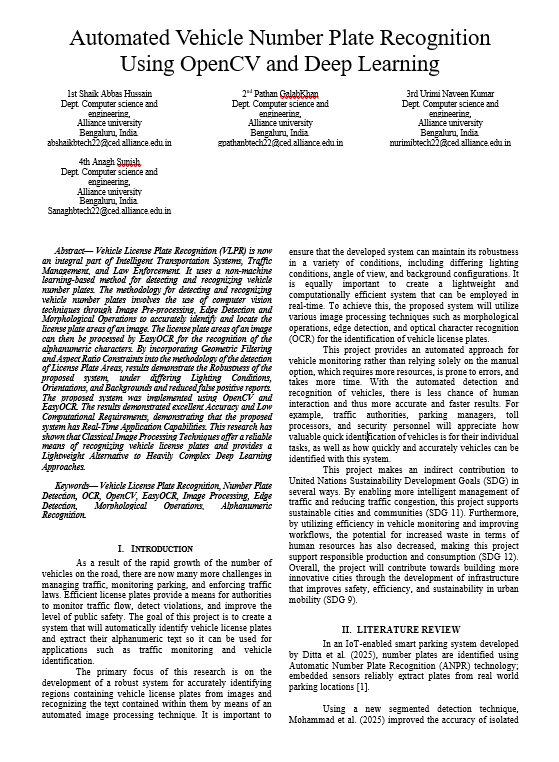 Automated Vehicle Number Plate Recognition
Using OpenCV and Deep Learning
1st Shaik Abbas Hussain
Dept. Computer science and
engineering,
Alliance university
Bengaluru, India.
abshaikbtech22@ced.alliance.edu.in
2nd Pathan GalabKhan
Dept. Computer science and
engineering,
Alliance university
Bengaluru, India.
gpathanbtech22@ced.alliance.edu.in
3rd Urimi Naveen Kumar
Dept. Computer science and
engineering,
Alliance university
Bengaluru, India.
nurimibtech22@ced.alliance.edu.in
4th Anagh Sunish
Dept. Computer science and
engineering,
Alliance university
Bengaluru, India.
Sanaghbtech22@ced.alliance.edu.in
Abstract— Vehicle License Plate Recognition (VLPR) is now
an integral part of Intelligent Transportation Systems, Traffic
Management, and Law Enforcement. It uses a non-machine
learning-based method for detecting and recognizing vehicle
number plates. The methodology for detecting and recognizing
vehicle number plates involves the use of computer vision
techniques through Image Pre-processing, Edge Detection and
Morphological Operations to accurately identify and locate the
license plate areas of an image. The license plate areas of an image
can then be processed by EasyOCR for the recognition of the
alphanumeric characters. By incorporating Geometric Filtering
and Aspect Ratio Constraints into the methodology of the detection
of License Plate Areas, results demonstrate the Robustness of the
proposed system, under differing Lighting Conditions,
Orientations, and Backgrounds and reduced false positive reports.
The proposed system was implemented using OpenCV and
EasyOCR. The results demonstrated excellent Accuracy and Low
Computational Requirements, demonstrating that the proposed
system has Real-Time Application Capabilities. This research has
shown that Classical Image Processing Techniques offer a reliable
means of recognizing vehicle license plates and provides a
Lightweight Alternative to Heavily Complex Deep Learning
Approaches.
Keywords— Vehicle License Plate Recognition, Number Plate
Detection, OCR, OpenCV, EasyOCR, Image Processing, Edge
Detection, Morphological Operations, Alphanumeric
Recognition.
I. INTRODUCTION
As a result of the rapid growth of the number of
vehicles on the road, there are now many more challenges in
managing traffic, monitoring parking, and enforcing traffic
laws. Efficient license plates provide a means for authorities
to monitor traffic flow, detect violations, and improve the
level of public safety. The goal of this project is to create a
system that will automatically identify vehicle license plates
and extract their alphanumeric text so it can be used for
applications such as traffic monitoring and vehicle
identification.
The primary focus of this research is on the
development of a robust system for accurately identifying
regions containing vehicle license plates from images and
recognizing the text contained within them by means of an
automated image processing technique. It is important to
ensure that the developed system can maintain its robustness
in a variety of conditions, including differing lighting
conditions, angle of view, and background configurations. It
is equally important to create a lightweight and
computationally efficient system that can be employed in
real-time. To achieve this, the proposed system will utilize
various image processing techniques such as morphological
operations, edge detection, and optical character recognition
(OCR) for the identification of vehicle license plates.
This project provides an automated approach for
vehicle monitoring rather than relying solely on the manual
option, which requires more resources, is prone to errors, and
takes more time. With the automated detection and
recognition of vehicles, there is less chance of human
interaction and thus more accurate and faster results. For
example, traffic authorities, parking managers, toll
processors, and security personnel will appreciate how
valuable quick identification of vehicles is for their individual
tasks, as well as how quickly and accurately vehicles can be
identified with this system.
This project makes an indirect contribution to
United Nations Sustainability Development Goals (SDG) in
several ways. By enabling more intelligent management of
traffic and reducing traffic congestion, this project supports
sustainable cities and communities (SDG 11). Furthermore,
by utilizing efficiency in vehicle monitoring and improving
workflows, the potential for increased waste in terms of
human resources has also decreased, making this project
support responsible production and consumption (SDG 12).
Overall, the project will contribute towards building more
innovative cities through the development of infrastructure
that improves safety, efficiency, and sustainability in urban
mobility (SDG 9).
II. LITERATURE REVIEW
In an IoT-enabled smart parking system developed
by Ditta et al. (2025), number plates are identified using
Automatic Number Plate Recognition (ANPR) technology;
embedded sensors reliably extract plates from real world
parking locations [1].
Using a new segmented detection technique,
Mohammad et al. (2025) improved the accuracy of isolated